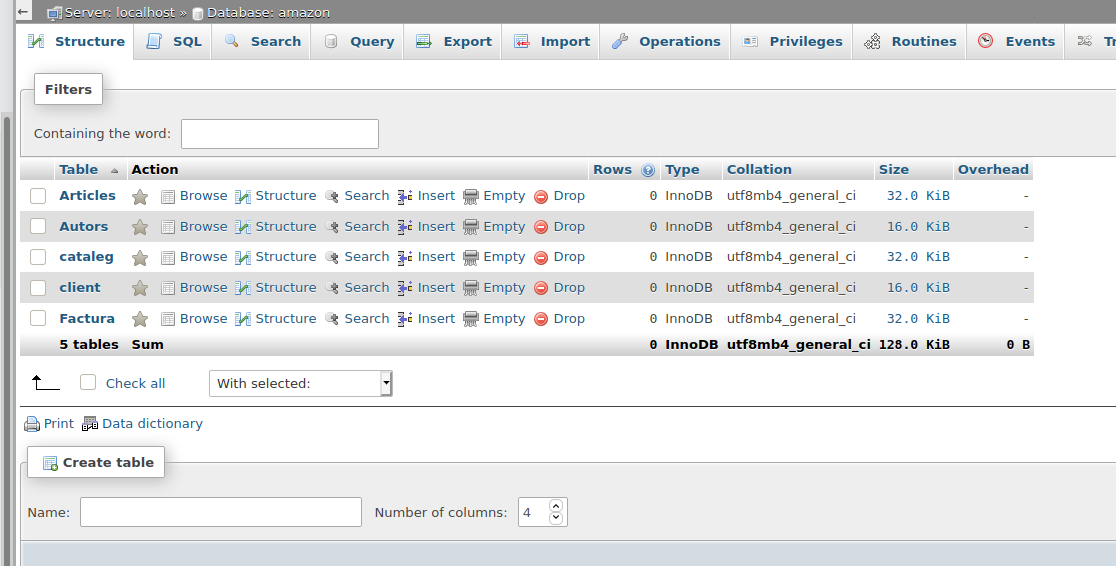 ← Server: localhost » Database: amazon
Structure SQL Search Query Export Import Operations Privileges Routines Events
Filters
Containing the word:
Table Action Rows Type Collation Size Overhead
Articles Browse Structure Search Insert Empty Drop 0 InnoDB utf8mb4_general_ci 32.0 KiB -
Autors Browse Structure Search Insert Empty Drop 0 InnoDB utf8mb4_general_ci 16.0 KiB -
cataleg Browse Structure Search Insert Empty Drop 0 InnoDB utf8mb4_general_ci 32.0 KiB -
client Browse Structure Search Insert Empty Drop 0 InnoDB utf8mb4_general_ci 16.0 KiB -
Factura Browse Structure Search Insert Empty Drop 0 InnoDB utf8mb4_general_ci 32.0 KiB -
5 tables Sum 0 InnoDB utf8mb4_general_ci 128.0 KiB 0 B
Check all With selected:
Print Data dictionary
Create table
Name: Number of columns: 4